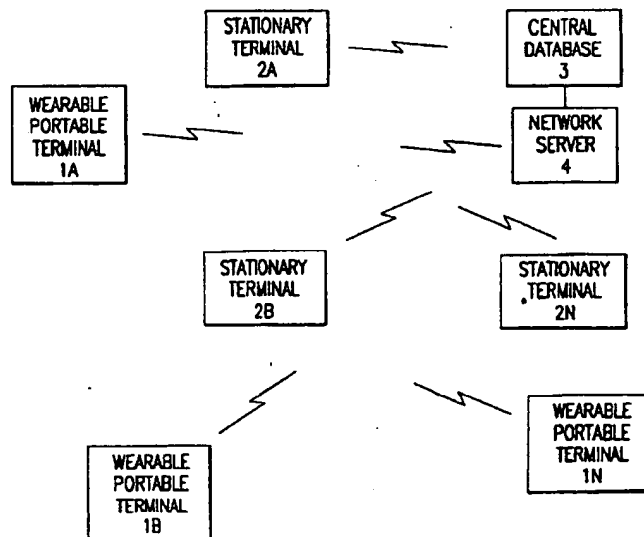 STATIONARY
TERMINAL
2A
CENTRAL
DATABASE
3
WEARABLE
PORTABLE
TERMINAL
1A
NETWORK
SERVER
4
STATIONARY
TERMINAL
2B
STATIONARY
TERMINAL
2N
WEARABLE
PORTABLE
TERMINAL
1N
WEARABLE
PORTABLE
TERMINAL
1B